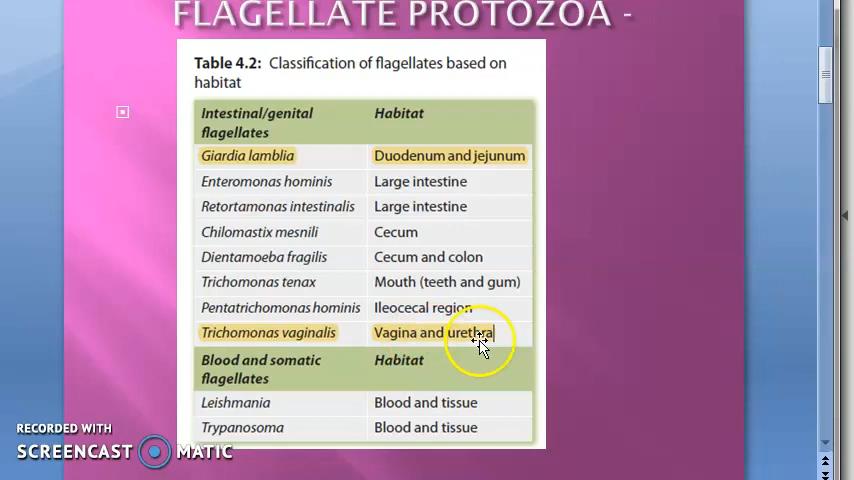 FLAGELLATE PROTOZOA -
Table 4.2: Classification of flagellates based on
habitat
Intestinal/genital
flagellates
Habitat
Giardia lamblia Duodenum and jejunum
Enteromonas hominis Large intestine
Retortamonas intestinalis Large intestine
Chilomastix mesnili Cecum
Dientamoeba fragilis Cecum and colon
Trichomonas tenax Mouth (teeth and gum)
Pentatrichomonas hominis Ileocecal region
Trichomonas vaginalis Vagina and urethra
Blood and somatic
flagellates
Habitat
Leishmania Blood and tissue
Trypanosoma Blood and tissue
RECORDED WITH
SCREENCAST MATIC